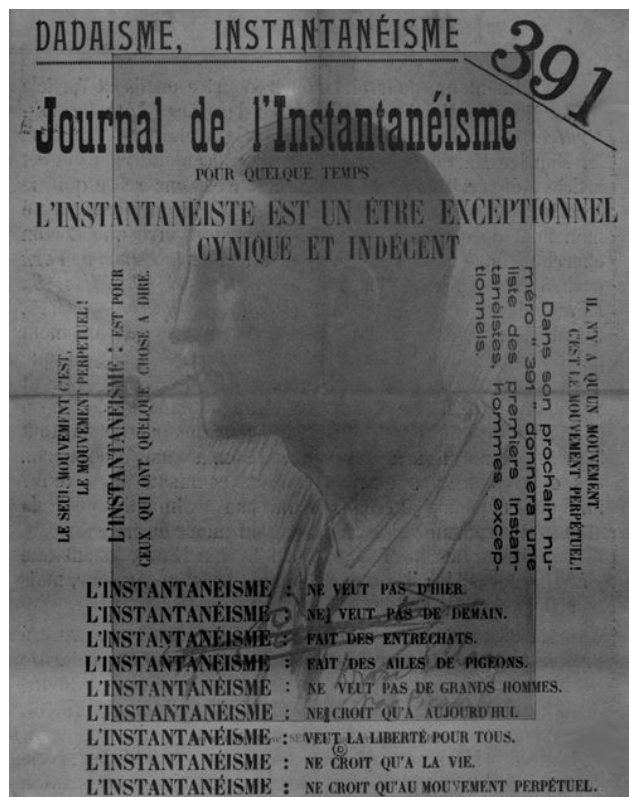 DADAISME, INSTANTANÉISME
391
Journal de l'Instantanéisme
POUR QUELQUE TEMPS
L'INSTANTANÉISTE EST UN ÊTRE EXCEPTIONNEL
CYNIQUE ET INDÉCENT
LE SEUL MOUVEMENT C'EST,
LE MOUVEMENT PERPÉTUEL!
L'INSTANTANÉISME : EST POUR
CEUX QUI ONT QUELQUE CHOSE A DIRE.
Dans son prochain nu-
méro " 391 " donnera une
liste des premiers Instan-
tanéistes, hommes excep-
tionnels.
IL N'Y A QU'UN MOUVEMENT
C'EST LE MOUVEMENT PERPÉTUEL!
L'INSTANTANÉISME : NE VEUT PAS D'HIER.
L'INSTANTANÉISME : NE VEUT PAS DE DEMAIN.
L'INSTANTANÉISME : FAIT DES ENTRECHATS.
L'INSTANTANÉISME : FAIT DES AILES DE PIGEONS.
L'INSTANTANÉISME : NE VEUT PAS DE GRANDS HOMMES.
L'INSTANTANÉISME : NE CROIT QU'A AUJOURD'HUI.
L'INSTANTANÉISME : VEUT LA LIBERTÉ POUR TOUS.
L'INSTANTANÉISME : NE CROIT QU'A LA VIE.
L'INSTANTANÉISME : NE CROIT QU'AU MOUVEMENT PERPÉTUEL.